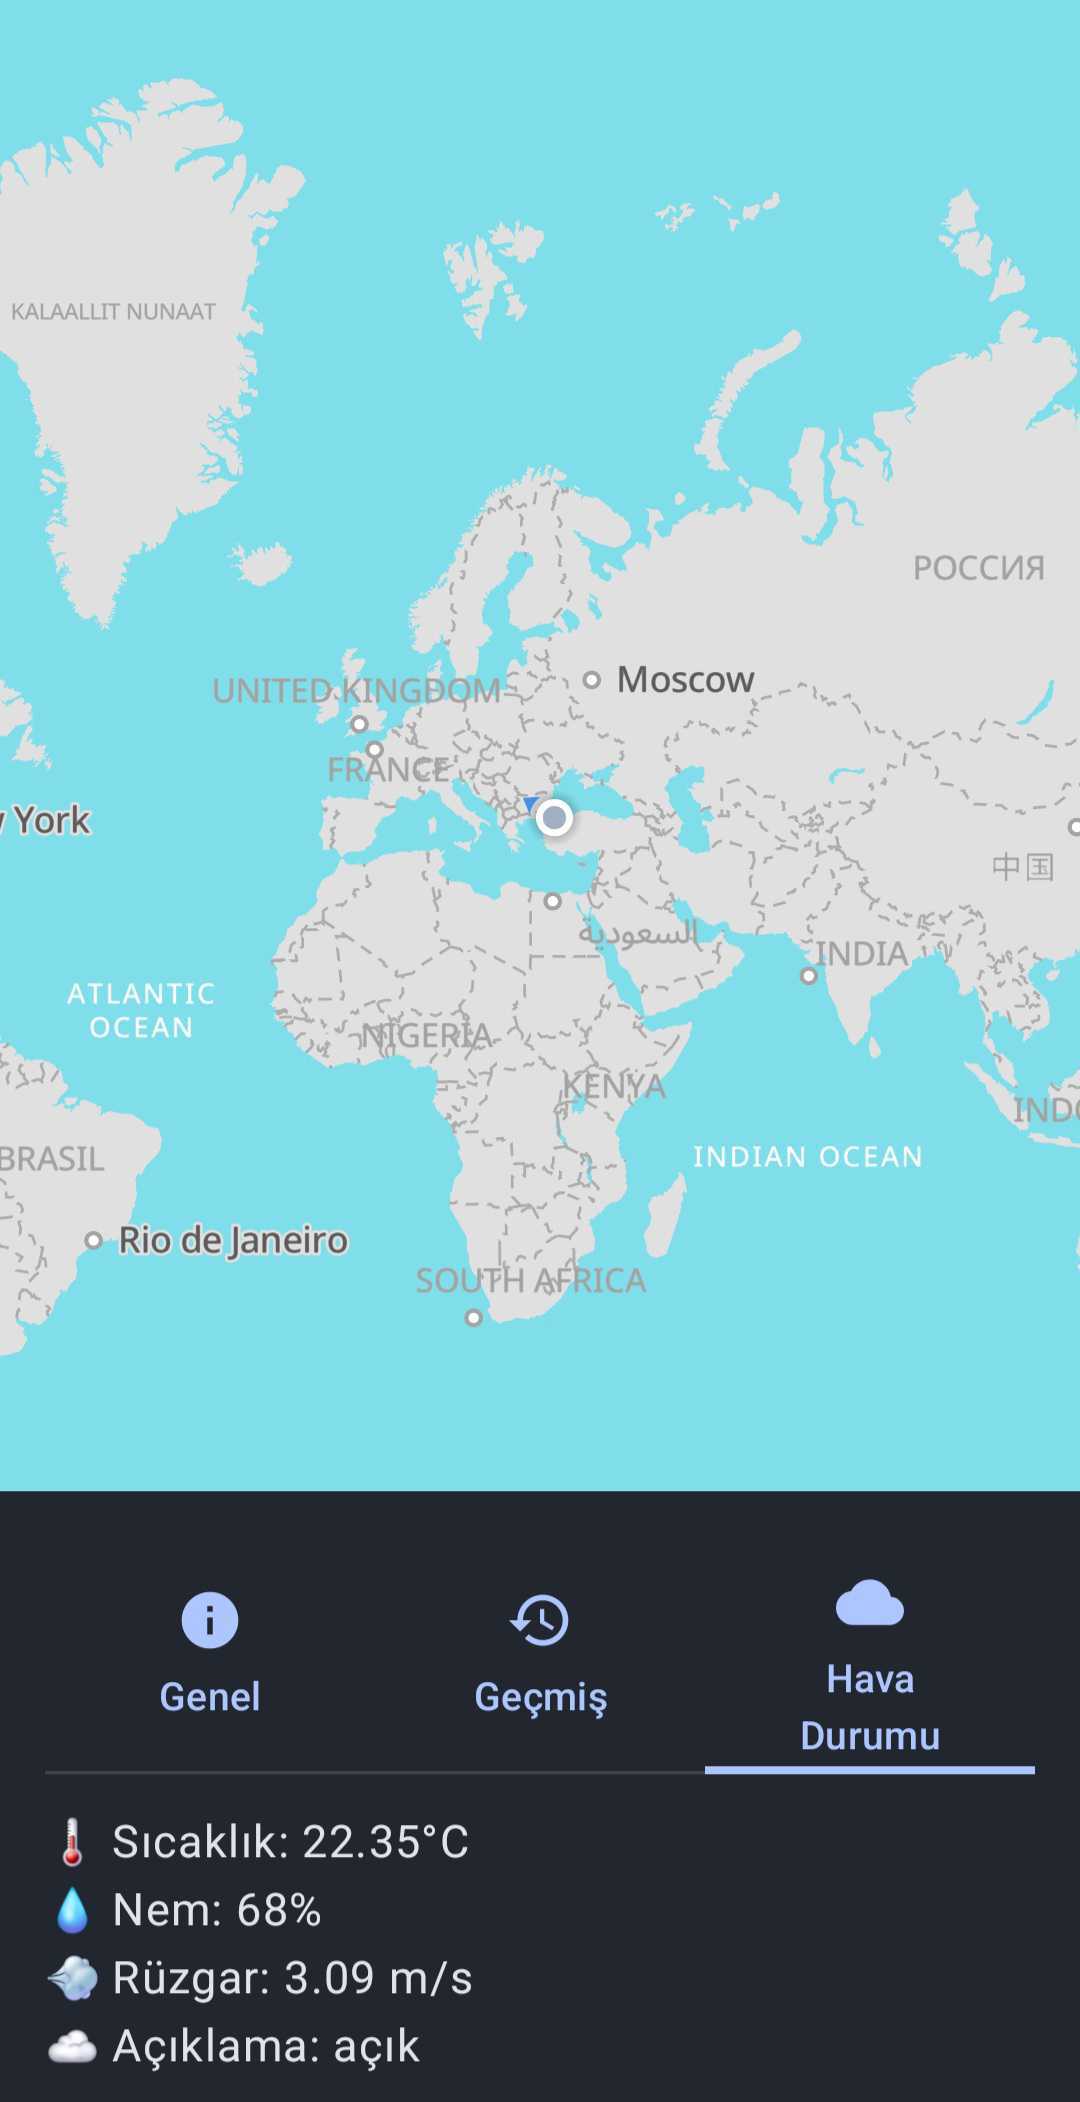 KALAALLIT NUNAAT
РОССИЯ
UNITED KINGDOM
Moscow
FRANCE
York
中国
السعودية
INDIA
ATLANTIC
OCEAN
NIGERIA
KENYA
BRASIL
INDIAN OCEAN
Rio de Janeiro
SOUTH AFRICA
Genel
Geçmiş
Hava
Durumu
Sıcaklık: 22.35°C
Nem: 68%
Rüzgar: 3.09 m/s
Açıklama: açık